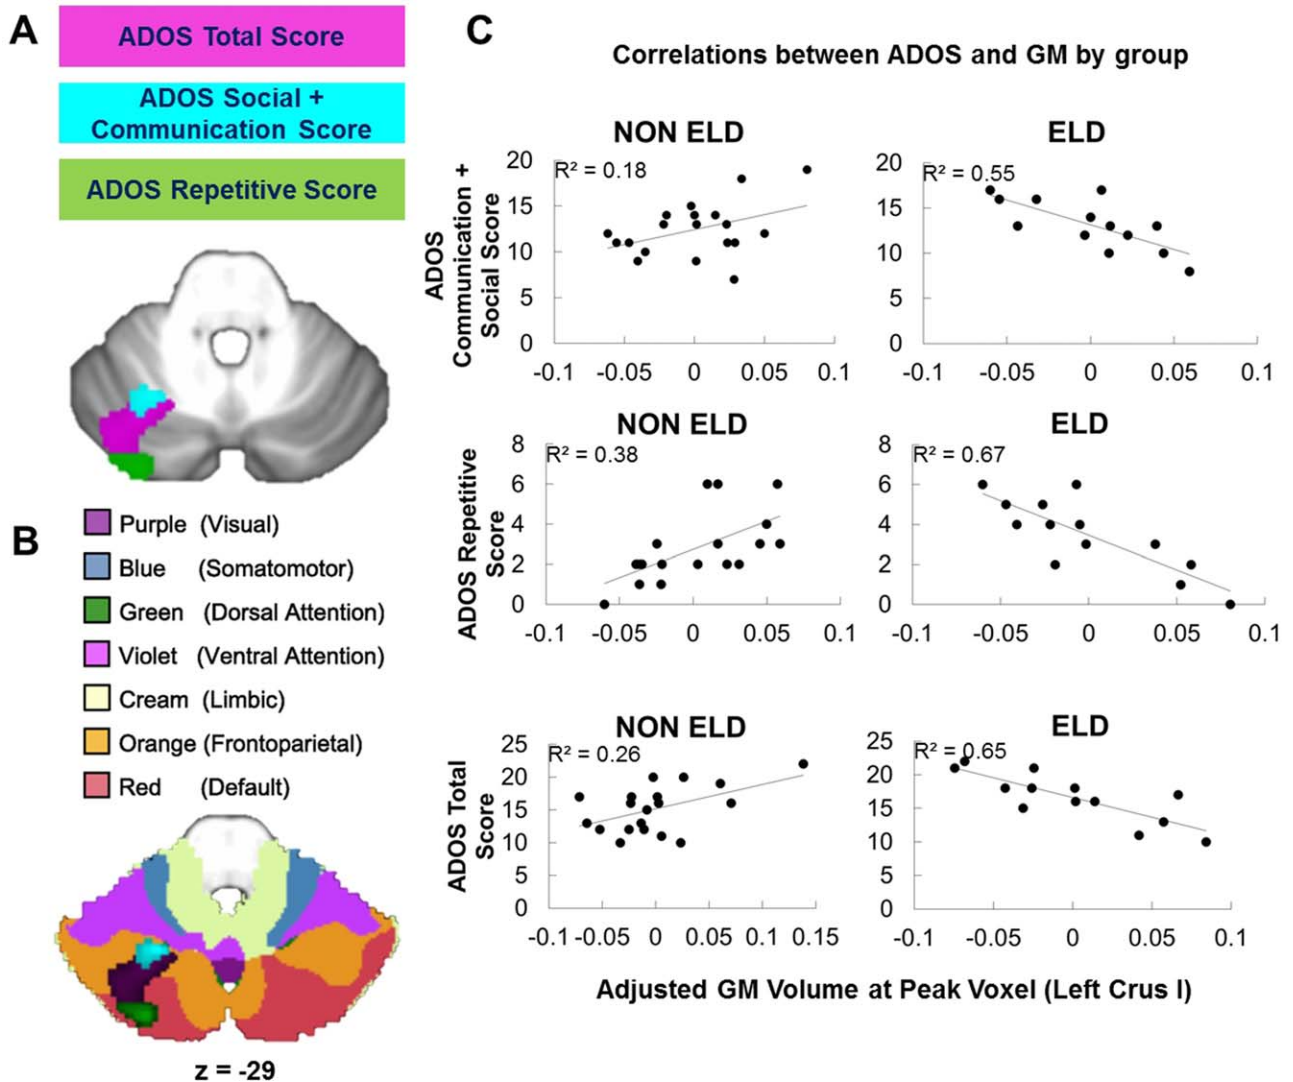 A
ADOS Total Score
ADOS Social +
Communication Score
ADOS Repetitive Score
B
Purple (Visual)
Blue (Somatomotor)
Green (Dorsal Attention)
Violet (Ventral Attention)
Cream (Limbic)
Orange (Frontoparietal)
Red (Default)
z = -29
C
Correlations between ADOS and GM by group
NON ELD
R² = 0.18
ADOS
Communication +
Social Score
20
15
10
5
0
-0.1 -0.05 0 0.05 0.1
ELD
R² = 0.55
20
15
10
5
0
-0.1 -0.05 0 0.05 0.1
NON ELD
R² = 0.38
ADOS Repetitive
Score
8
6
4
2
0
-0.1 -0.05 0 0.05 0.1
ELD
R² = 0.67
8
6
4
2
0
-0.1 -0.05 0 0.05 0.1
NON ELD
R² = 0.26
ADOS Total
Score
25
20
15
10
5
0
-0.1 -0.05 0 0.05 0.1 0.15
ELD
R² = 0.65
25
20
15
10
5
0
-0.1 -0.05 0 0.05 0.1
Adjusted GM Volume at Peak Voxel (Left Crus I)